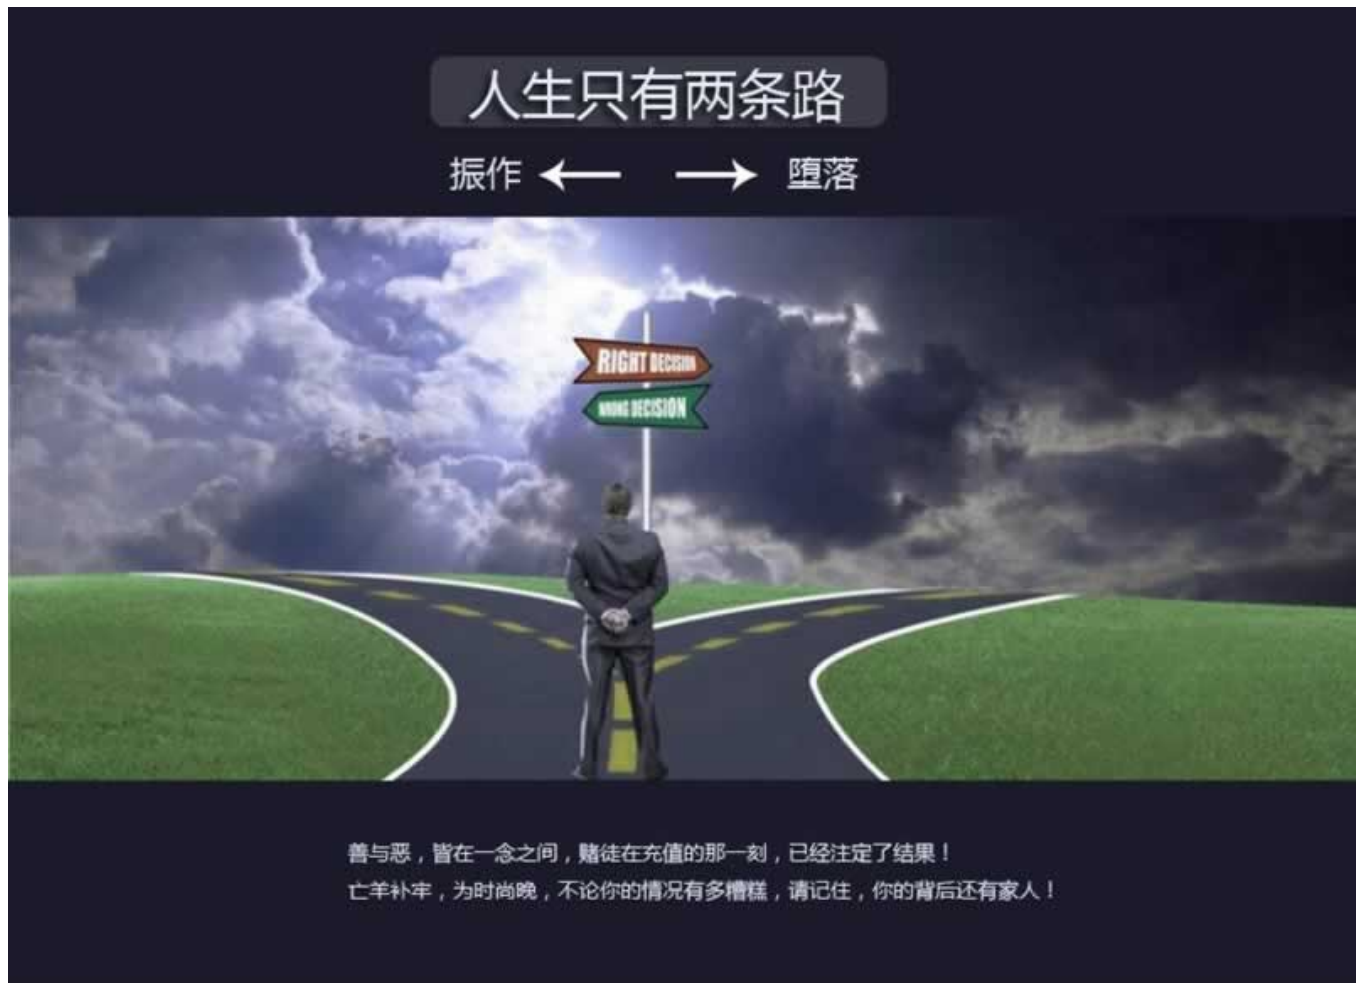 人生只有两条路
振作 ← → 堕落
RIGHT DECISION
WRONG DECISION
善与恶，皆在一念之间，赌徒在充值的那一刻，已经注定了结果！
亡羊补牢，为时尚晚，不论你的情况有多糟糕，请记住，你的背后还有家人！